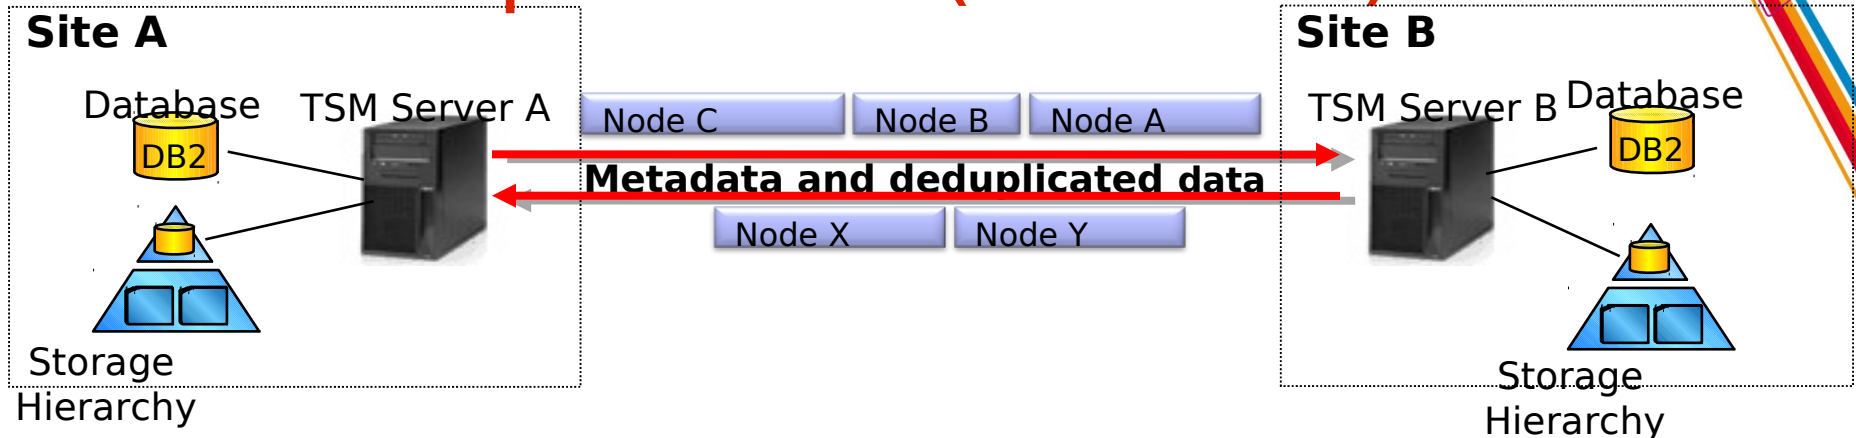 Site A
Database
TSM Server A
DB2
Storage
Hierarchy
Node C
Node B
Node A
Metadata and deduplicated data
Node X
Node Y
Site B
TSM Server B
Database
DB2
Storage
Hierarchy